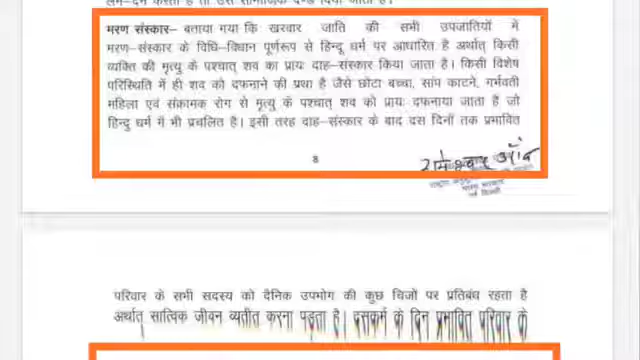 मरण संस्कार– बताया गया कि खरवार जाति की सभी उपजातियों में
मरण–संस्कार के विधि–विधान पूर्णरूप से हिन्दू धर्म पर आधारित है अर्थात् किसी
व्यक्ति की मृत्यु के पश्चात् शव का प्रायः दाह–संस्कार किया जाता है। किसी विशेष
परिस्थिति में ही शव को दफनाने की प्रथा है जैसे छोटा बच्चा, सांप काटने, गर्भवती
महिला एवं संक्रामक रोग से मृत्यु के पश्चात् शव को प्रायः दफनाया जाता है जो
हिन्दु धर्म में भी प्रचलित है। इसी तरह दाह–संस्कार के बाद दस दिनों तक प्रभावित
8
परिवार के सभी सदस्य को दैनिक उपभोग की कुछ चिजों पर प्रतिबंध रहता है
अर्थात् सात्विक जीवन व्यतीत करना पड़ता है। दसकर्म के दिन प्रभावित परिवार के